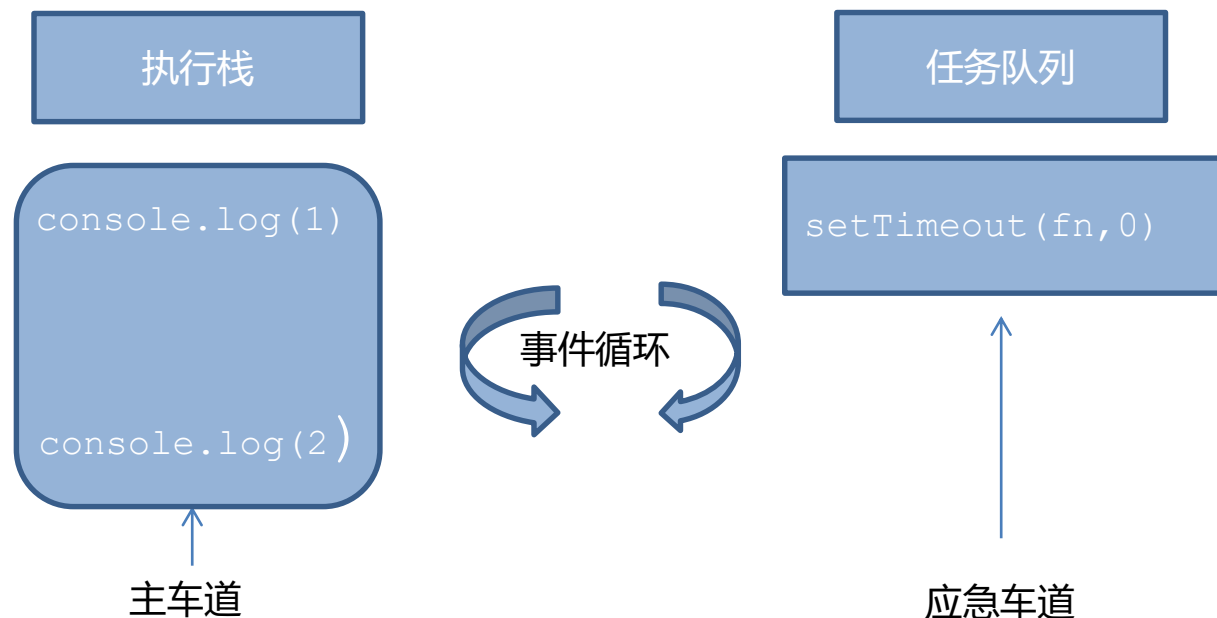 执行栈
任务队列
console.log(1)
setTimeout(fn,0)
事件循环
console.log(2)
主车道
应急车道